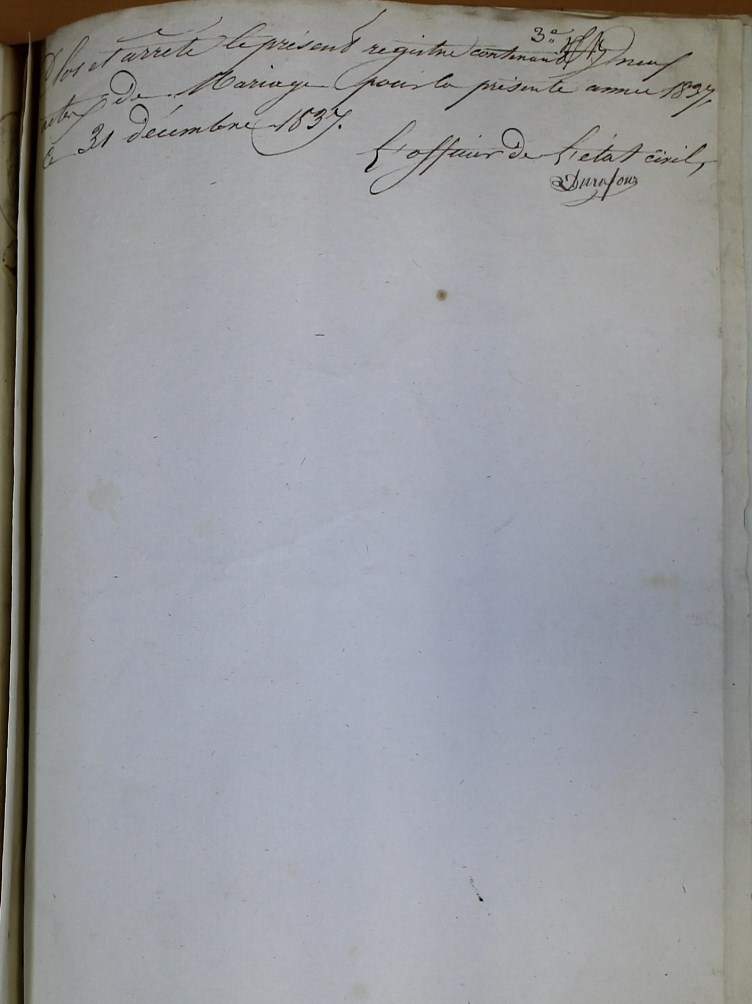 Clos et arrêté le présent registre contenant neuf
actes de Mariage pour la présente année 1837,
le 31 décembre 1837.
L'officier de l'état civil,